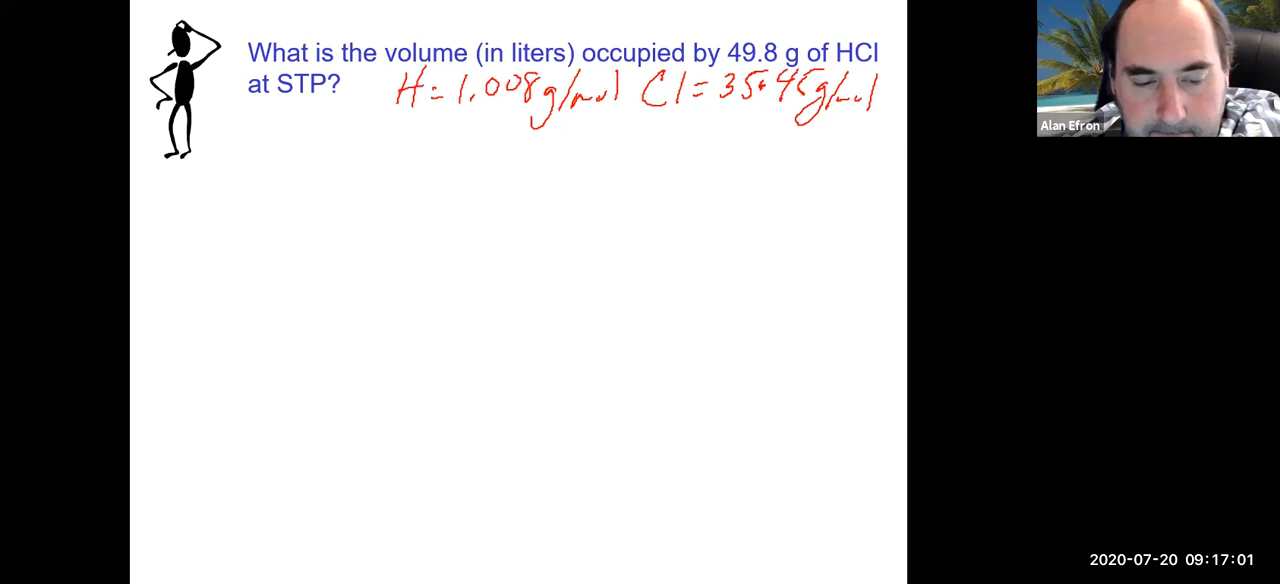 What is the volume (in liters) occupied by 49.8 g of HCl
at STP?
H = 1.008 g/mol Cl = 35.45 g/mol
Alan Efron
2020-07-20 09:17:01